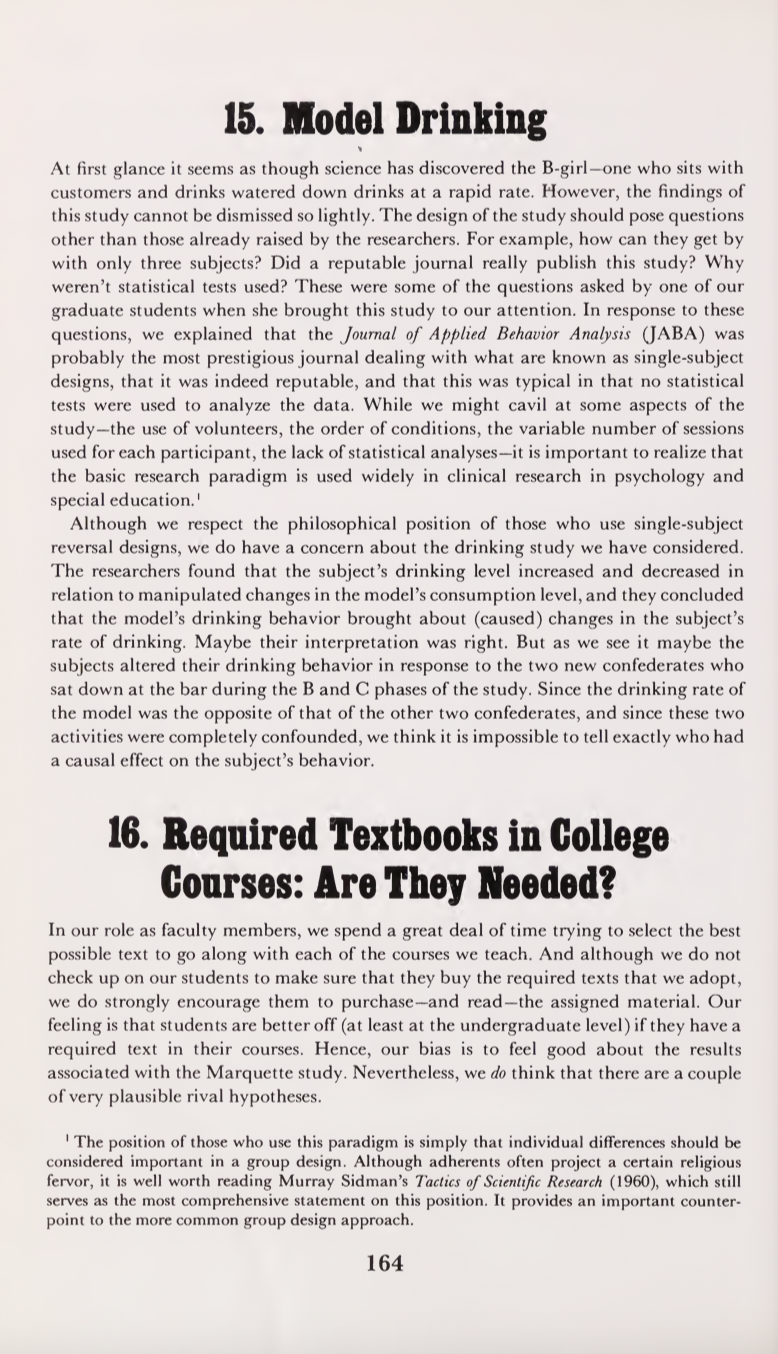 15. Model Drinking
At first glance it seems as though science has discovered the B-girl—one who sits with
customers and drinks watered down drinks at a rapid rate. However, the findings of
this study cannot be dismissed so lightly. The design of the study should pose questions
other than those already raised by the researchers. For example, how can they get by
with only three subjects? Did a reputable journal really publish this study? Why
weren't statistical tests used? These were some of the questions asked by one of our
graduate students when she brought this study to our attention. In response to these
questions, we explained that the Journal of Applied Behavior Analysis (JABA) was
probably the most prestigious journal dealing with what are known as single-subject
designs, that it was indeed reputable, and that this was typical in that no statistical
tests were used to analyze the data. While we might cavil at some aspects of the
study—the use of volunteers, the order of conditions, the variable number of sessions
used for each participant, the lack of statistical analyses—it is important to realize that
the basic research paradigm is used widely in clinical research in psychology and
special education.¹
Although we respect the philosophical position of those who use single-subject
reversal designs, we do have a concern about the drinking study we have considered.
The researchers found that the subject's drinking level increased and decreased in
relation to manipulated changes in the model's consumption level, and they concluded
that the model's drinking behavior brought about (caused) changes in the subject's
rate of drinking. Maybe their interpretation was right. But as we see it maybe the
subjects altered their drinking behavior in response to the two new confederates who
sat down at the bar during the B and C phases of the study. Since the drinking rate of
the model was the opposite of that of the other two confederates, and since these two
activities were completely confounded, we think it is impossible to tell exactly who had
a causal effect on the subject's behavior.
16. Required Textbooks in College
Courses: Are They Needed?
In our role as faculty members, we spend a great deal of time trying to select the best
possible text to go along with each of the courses we teach. And although we do not
check up on our students to make sure that they buy the required texts that we adopt,
we do strongly encourage them to purchase—and read—the assigned material. Our
feeling is that students are better off (at least at the undergraduate level) if they have a
required text in their courses. Hence, our bias is to feel good about the results
associated with the Marquette study. Nevertheless, we do think that there are a couple
of very plausible rival hypotheses.
¹ The position of those who use this paradigm is simply that individual differences should be
considered important in a group design. Although adherents often project a certain religious
fervor, it is well worth reading Murray Sidman's Tactics of Scientific Research (1960), which still
serves as the most comprehensive statement on this position. It provides an important counter-
point to the more common group design approach.
164